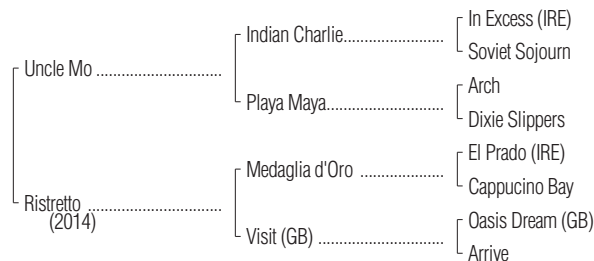 In Excess (IRE)
Indian Charlie........................
Soviet Sojourn
Uncle Mo ..............................
Arch
Playa Maya............................
Dixie Slippers
El Prado (IRE)
Medaglia d'Oro ....................
Cappucino Bay
Ristretto ................................
(2014)
Oasis Dream (GB)
Visit (GB) ..............................
Arrive